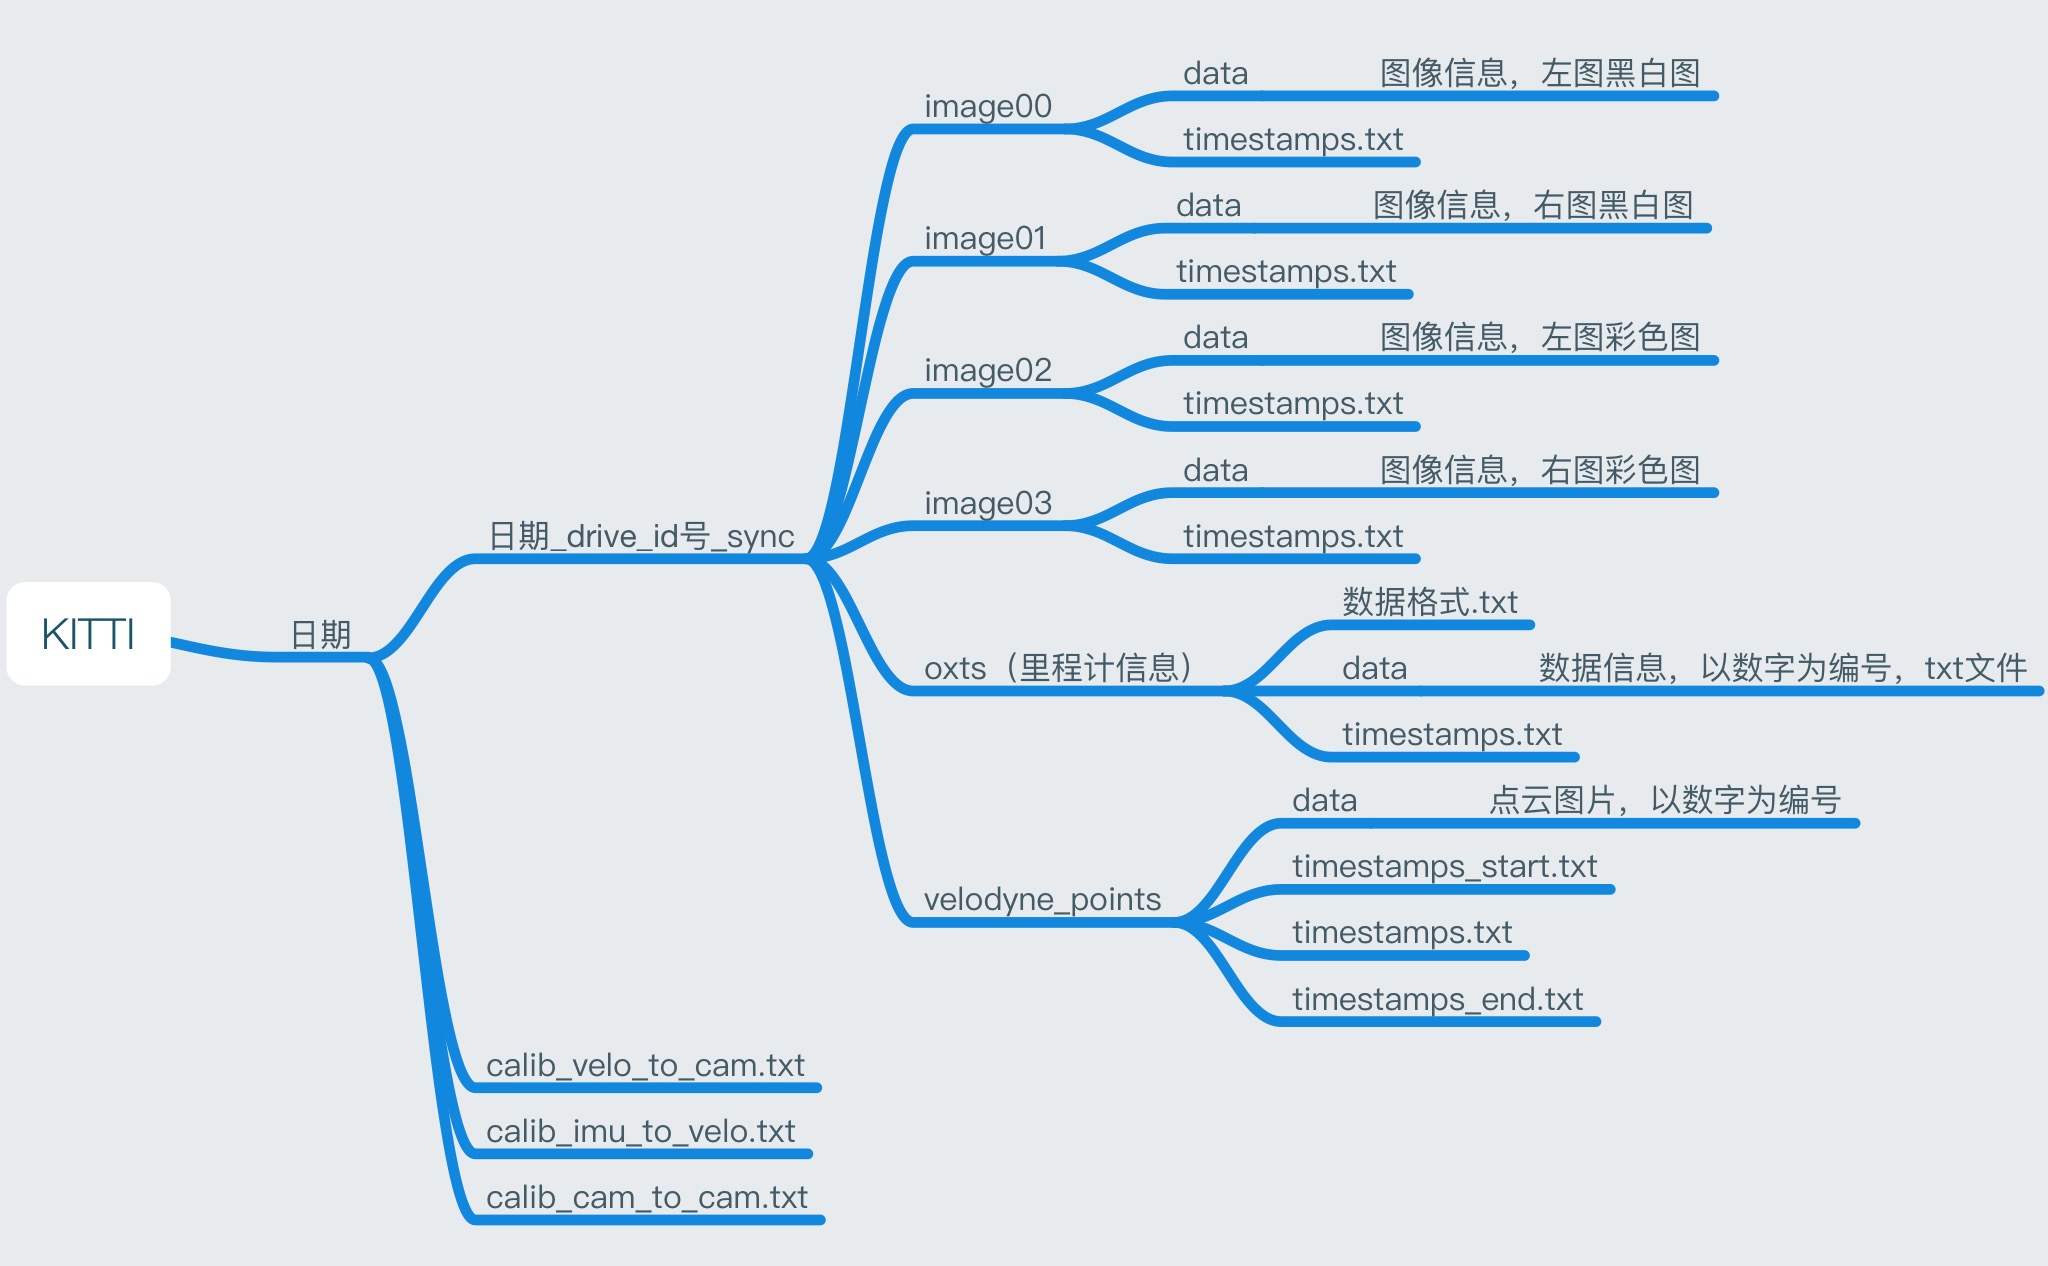 KITTI
日期
日期_drive_id号_sync
image00
data
图像信息，左图黑白图
timestamps.txt
image01
data
图像信息，右图黑白图
timestamps.txt
image02
data
图像信息，左图彩色图
timestamps.txt
image03
data
图像信息，右图彩色图
timestamps.txt
oxts（里程计信息）
数据格式.txt
data
数据信息，以数字为编号，txt文件
timestamps.txt
velodyne_points
data
点云图片，以数字为编号
timestamps_start.txt
timestamps.txt
timestamps_end.txt
calib_velo_to_cam.txt
calib_imu_to_velo.txt
calib_cam_to_cam.txt